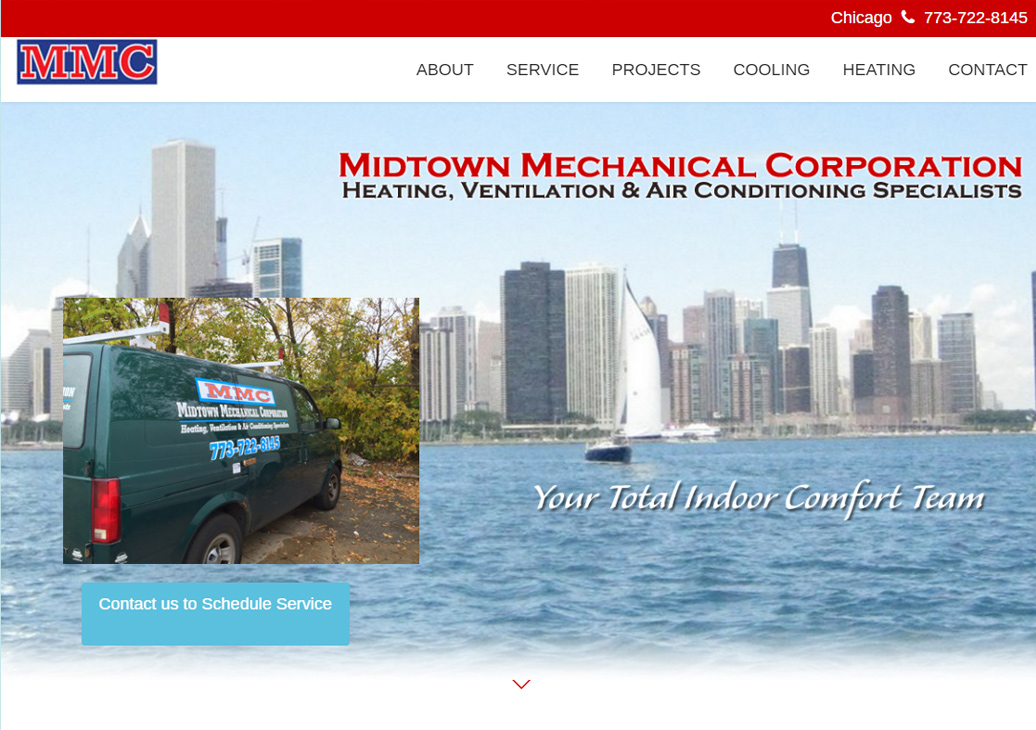 Chicago 773-722-8145
MMC
ABOUT SERVICE PROJECTS COOLING HEATING CONTACT
MIDTOWN MECHANICAL CORPORATION
HEATING, VENTILATION & AIR CONDITIONING SPECIALISTS
MMC
MIDTOWN MECHANICAL CORPORATION
Heating, Ventilation & Air Conditioning Specialists
773-722-8145
Your Total Indoor Comfort Team
Contact us to Schedule Service